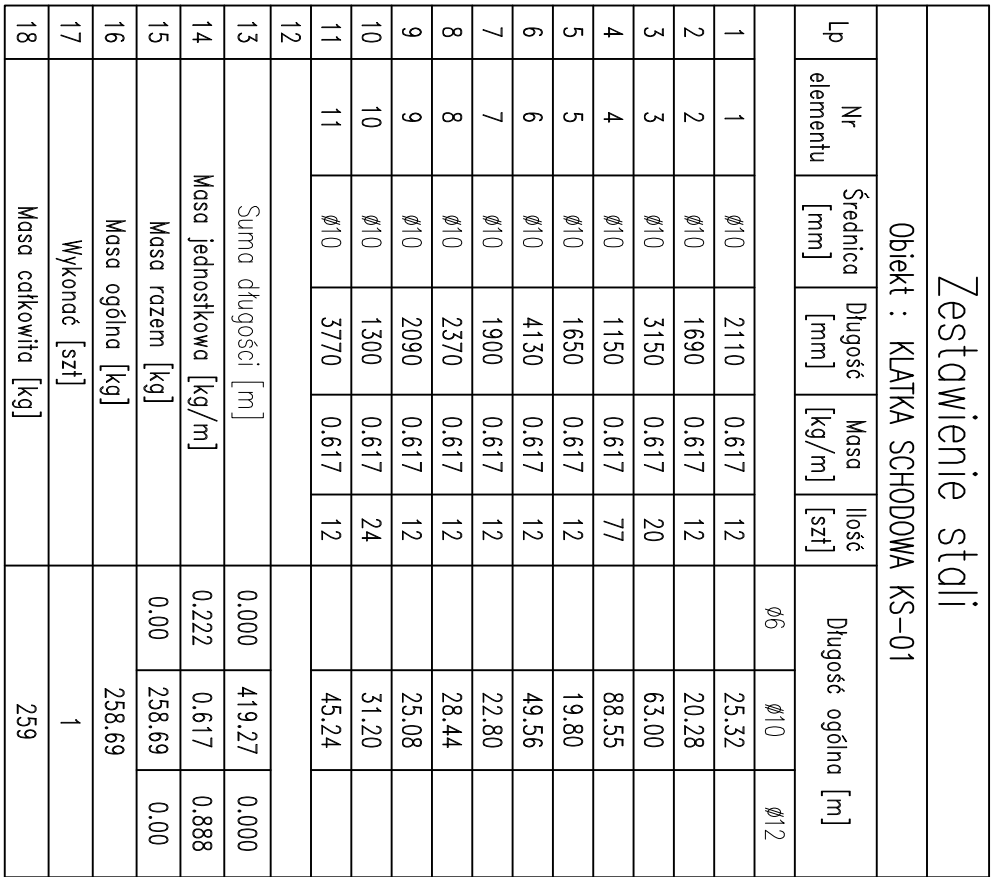 Zestawienie stali
Obiekt : KLATKA SCHODOWA KS-01
Lp Nr elementu Średnica [mm] Długość [mm] Masa [kg/m] Ilość [szt] Długość ogólna [m]
ø6 ø10 ø12
1 1 ø10 2110 0.617 12 25.32
2 2 ø10 1690 0.617 12 20.28
3 3 ø10 3150 0.617 20 63.00
4 4 ø10 1150 0.617 77 88.55
5 5 ø10 1650 0.617 12 19.80
6 6 ø10 4130 0.617 12 49.56
7 7 ø10 1900 0.617 12 22.80
8 8 ø10 2370 0.617 12 28.44
9 9 ø10 2090 0.617 12 25.08
10 10 ø10 1300 0.617 24 31.20
11 11 ø10 3770 0.617 12 45.24
12
13 Suma długości [m] 0.000 419.27 0.000
14 Masa jednostkowa [kg/m] 0.222 0.617 0.888
15 Masa razem [kg] 0.00 258.69 0.00
16 Masa ogólna [kg] 258.69
17 Wykonać [szt] 1
18 Masa całkowita [kg] 259